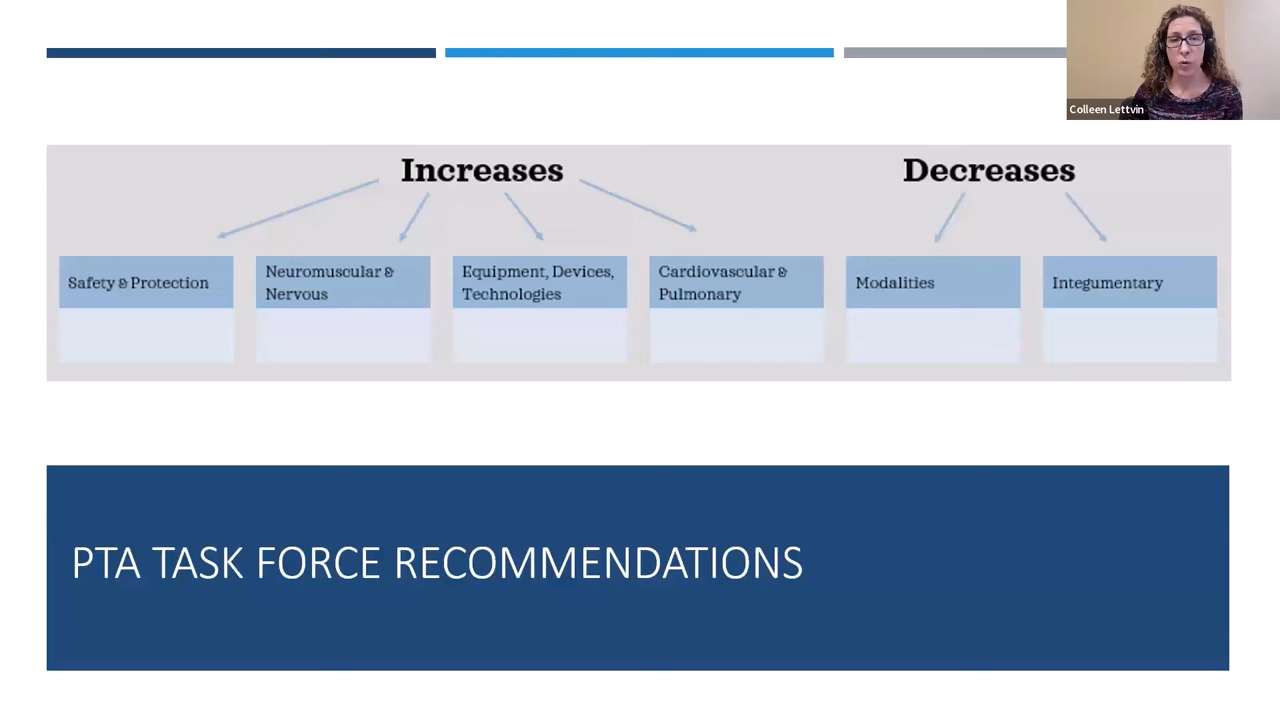 Colleen Lettvin
Increases
Decreases
Safety & Protection
Neuromuscular &
Nervous
Equipment, Devices,
Technologies
Cardiovascular &
Pulmonary
Modalities
Integumentary
PTA TASK FORCE RECOMMENDATIONS